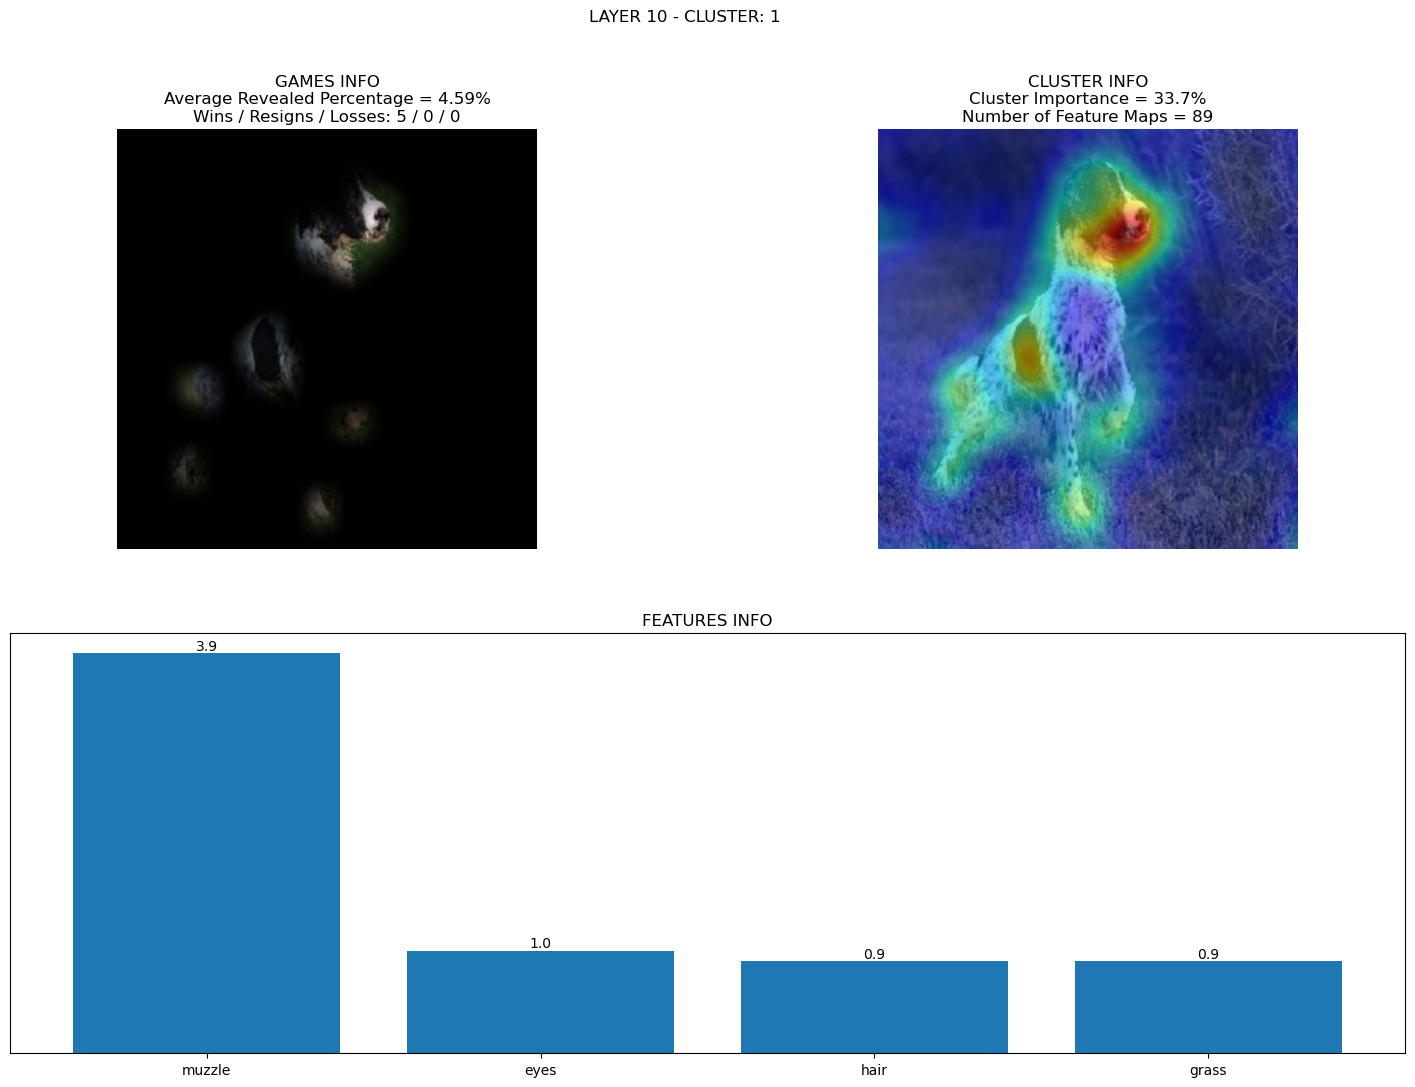 LAYER 10 - CLUSTER: 1
GAMES INFO
Average Revealed Percentage = 4.59%
Wins / Resigns / Losses: 5 / 0 / 0
CLUSTER INFO
Cluster Importance = 33.7%
Number of Feature Maps = 89
FEATURES INFO
3.9
1.0
0.9
0.9
muzzle
eyes
hair
grass